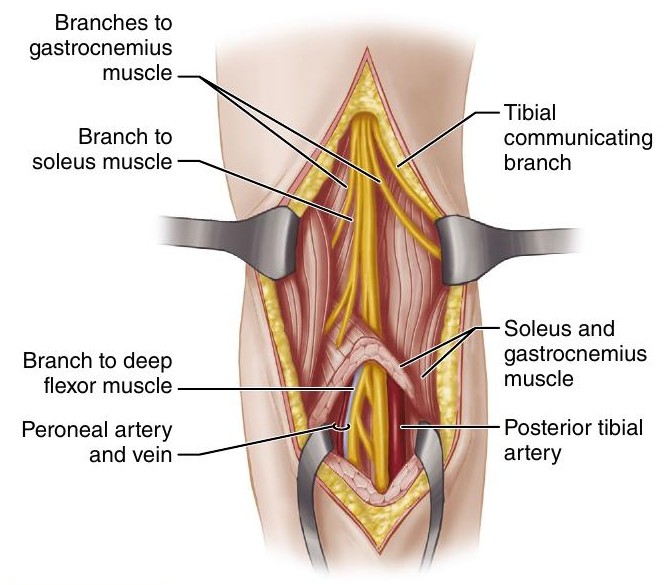 Branches to
gastrocnemius
muscle
Branch to
soleus muscle
Tibial
communicating
branch
Branch to deep
flexor muscle
Peroneal artery
and vein
Soleus and
gastrocnemius
muscle
Posterior tibial
artery